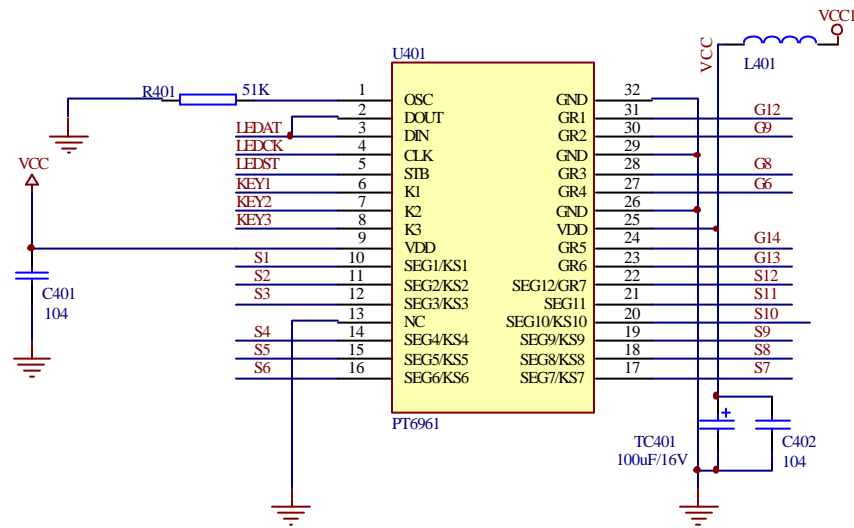 VCC1
VCC
L401
U401
R401 51K
1 OSC GND 32
2 DOUT GR1 31 G12
LEDAT 3 DIN GR2 30 G9
LEDCK 4 CLK GND 29
LEDST 5 STB GR3 28 G8
KEY1 6 K1 GR4 27 G6
KEY2 7 K2 GND 26
KEY3 8 K3 VDD 25
VCC
9 VDD GR5 24 G14
S1 10 SEG1/KS1 GR6 23 G13
S2 11 SEG2/KS2 SEG12/GR7 22 S12
S3 12 SEG3/KS3 SEG11 21 S11
C401
104
13 NC SEG10/KS10 20 S10
S4 14 SEG4/KS4 SEG9/KS9 19 S9
S5 15 SEG5/KS5 SEG8/KS8 18 S8
S6 16 SEG6/KS6 SEG7/KS7 17 S7
PT6961
+
TC401
100uF/16V
C402
104